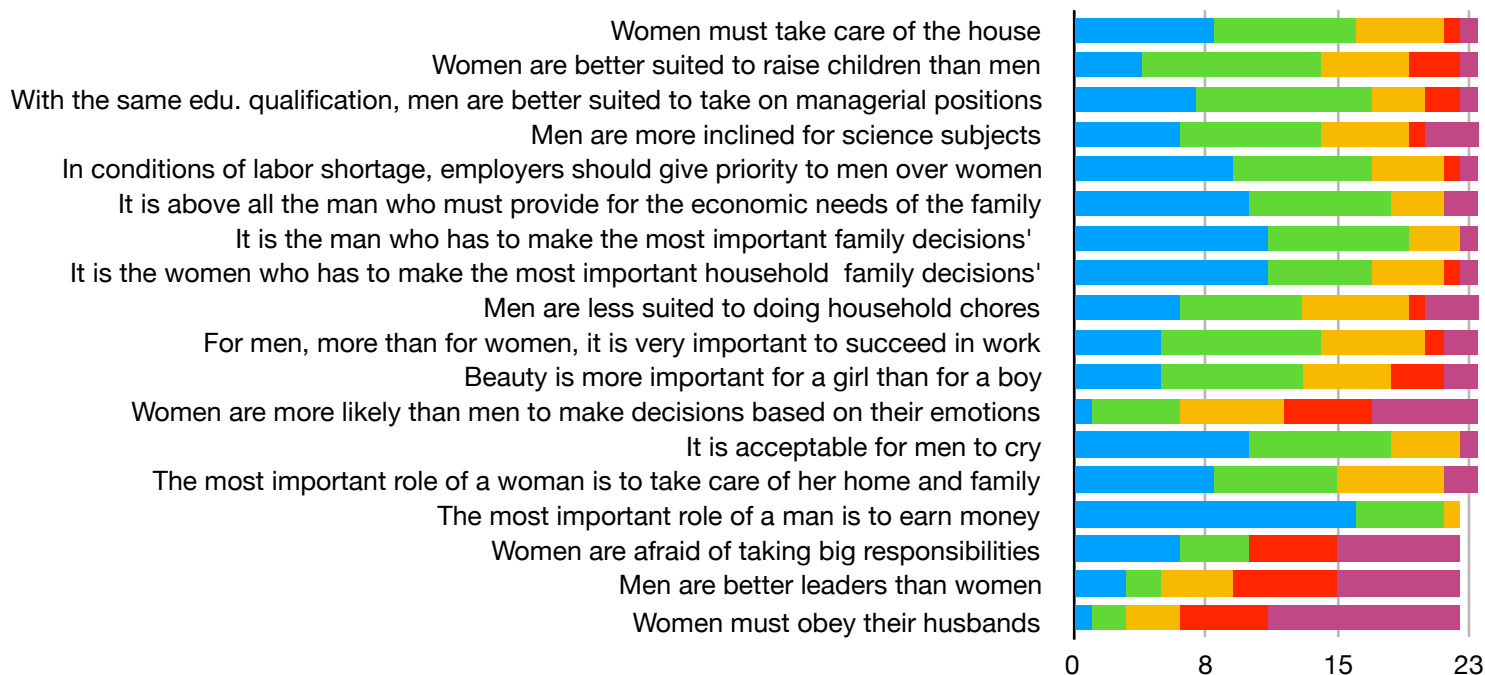 Women must take care of the house
Women are better suited to raise children than men
With the same edu. qualification, men are better suited to take on managerial positions
Men are more inclined for science subjects
In conditions of labor shortage, employers should give priority to men over women
It is above all the man who must provide for the economic needs of the family
It is the man who has to make the most important family decisions'
It is the women who has to make the most important household  family decisions'
Men are less suited to doing household chores
For men, more than for women, it is very important to succeed in work
Beauty is more important for a girl than for a boy
Women are more likely than men to make decisions based on their emotions
It is acceptable for men to cry
The most important role of a woman is to take care of her home and family
The most important role of a man is to earn money
Women are afraid of taking big responsibilities
Men are better leaders than women
Women must obey their husbands
0 8 15 23